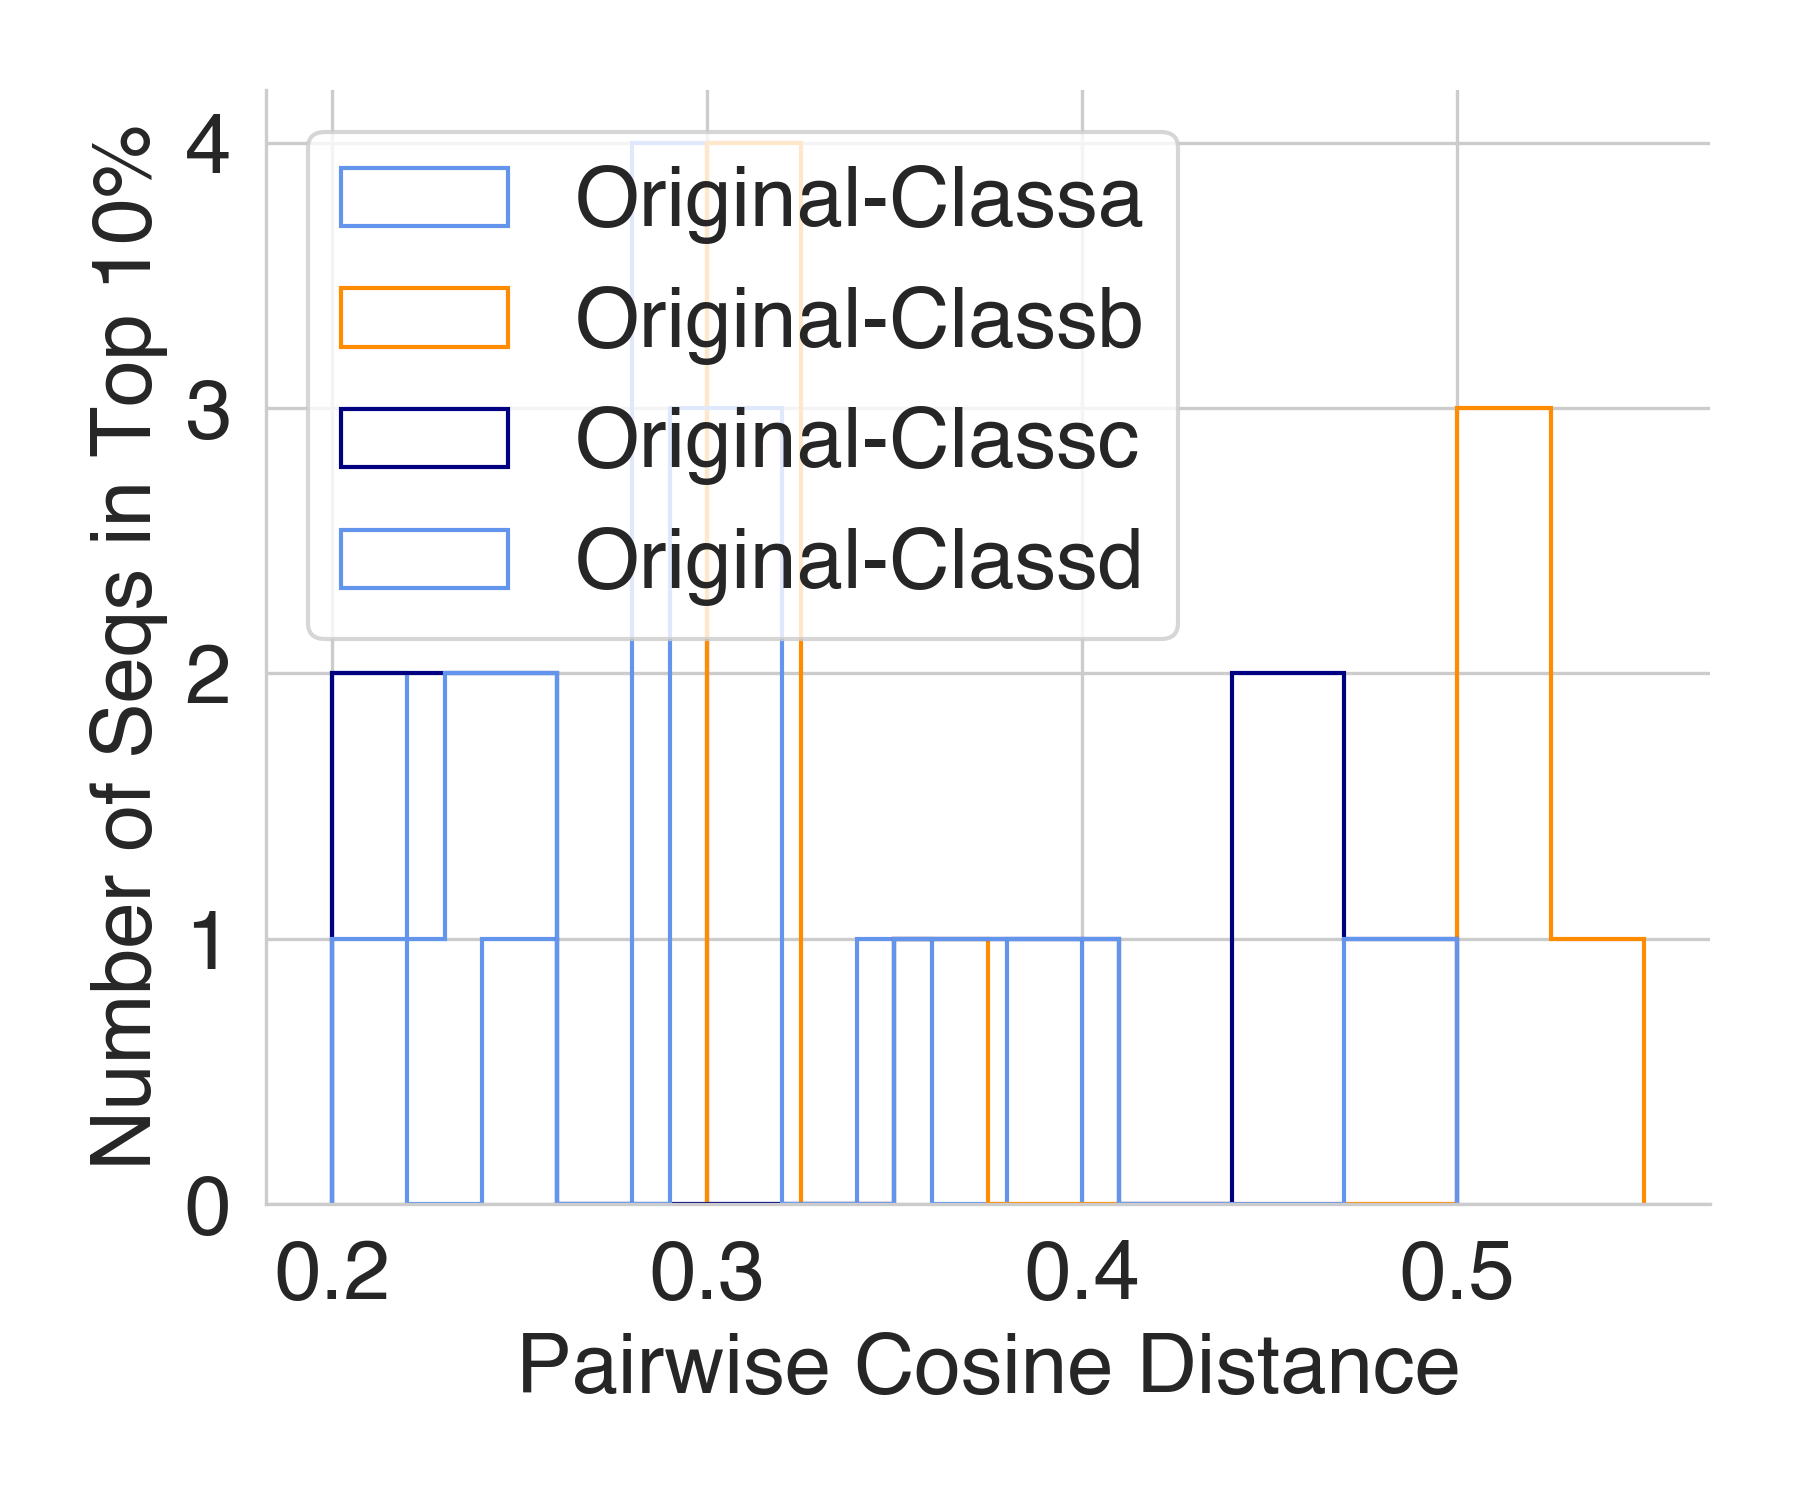 Number of Seqs in Top 10%
4
3
2
1
0
Original-Classa
Original-Classb
Original-Classc
Original-Classd
0.2 0.3 0.4 0.5
Pairwise Cosine Distance